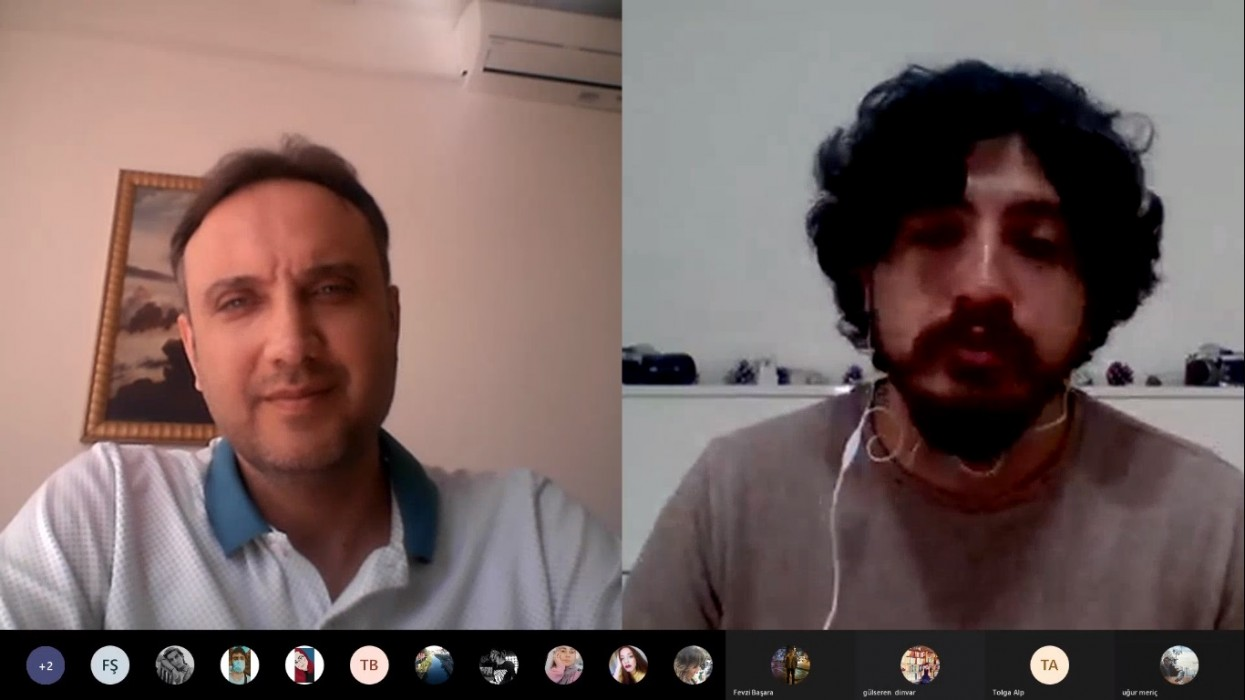 +2
FŞ
TB
TA
Fevzi Başara
gülseren dinvar
Tolga Alp
uğur meriç